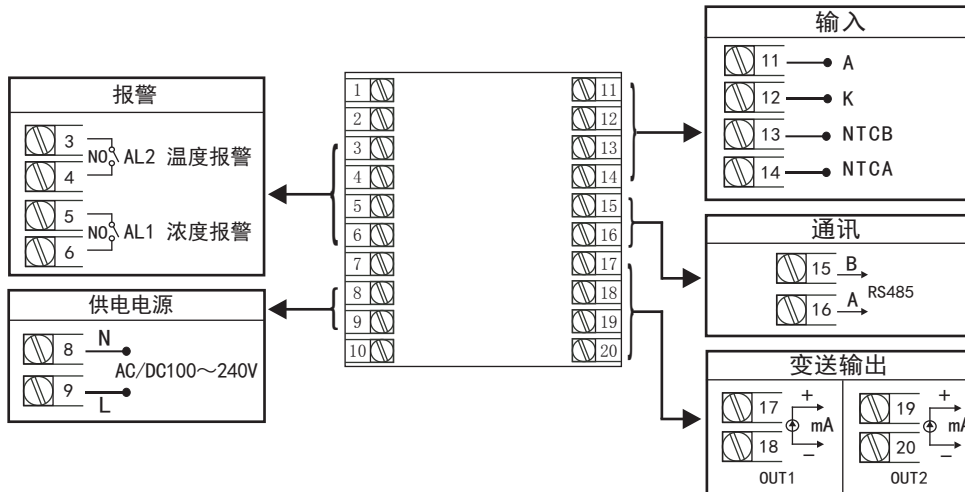 报警
3
4
NO AL2 温度报警
5
6
NO AL1 浓度报警
供电电源
8 N
AC/DC100～240V
9 L
1 11
2 12
3 13
4 14
5 15
6 16
7 17
8 18
9 19
10 20
输入
11 A
12 K
13 NTCB
14 NTCA
通讯
15 B
RS485
16 A
变送输出
17 + 19 +
mA mA
18 − 20 −
OUT1 OUT2